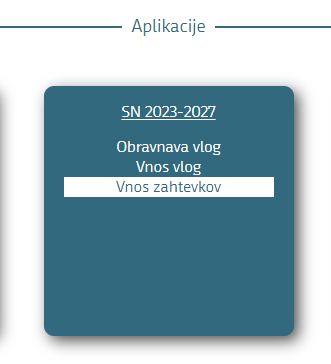 Aplikacije
SN 2023-2027
Obravnava vlog
Vnos vlog
Vnos zahtevkov